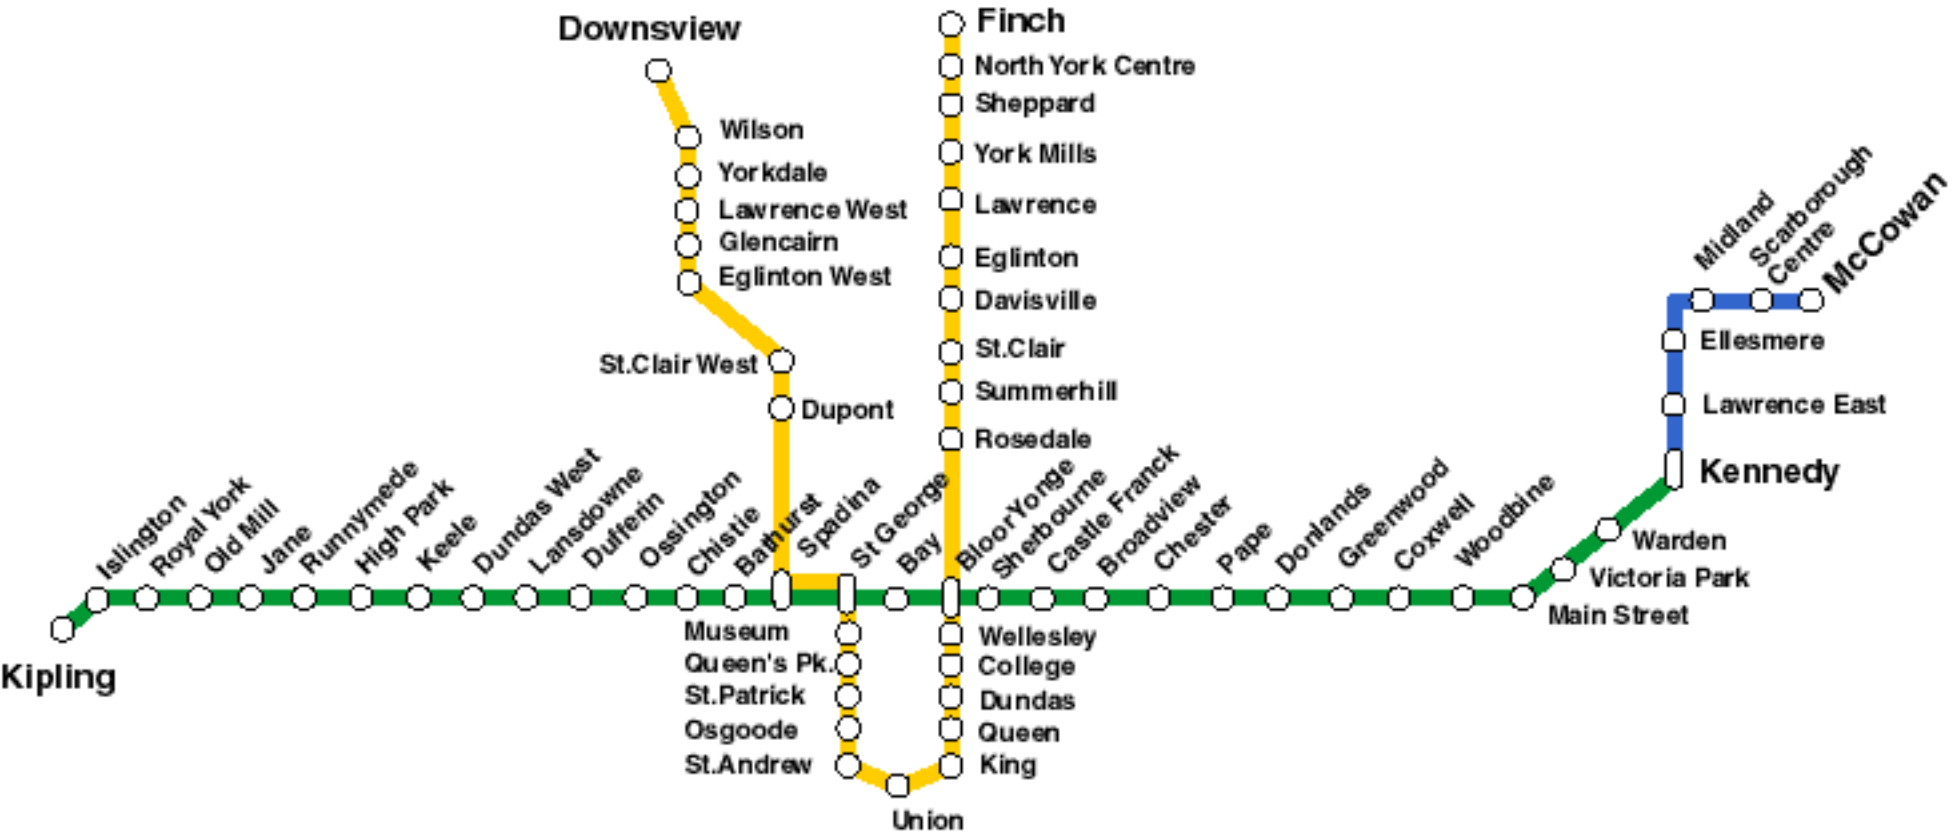 Downsview
Wilson
Yorkdale
Lawrence West
Glencairn
Eglinton West
St.Clair West
Dupont
Finch
North York Centre
Sheppard
York Mills
Lawrence
Eglinton
Davisville
St.Clair
Summerhill
Rosedale
Midland
Scarborough
Centre
McCowan
Ellesmere
Lawrence East
Kennedy
Warden
Victoria Park
Main Street
Kipling
Islington
Royal York
Old Mill
Jane
Runnymede
High Park
Keele
Dundas West
Lansdowne
Dufferin
Ossington
Christie
Bathurst
Spadina
St George
Bay
Bloor Yonge
Sherbourne
Castle Franck
Broadview
Chester
Pape
Donlands
Greenwood
Coxwell
Woodbine
Museum
Queen's Pk.
St.Patrick
Osgoode
St.Andrew
Union
Wellesley
College
Dundas
Queen
King